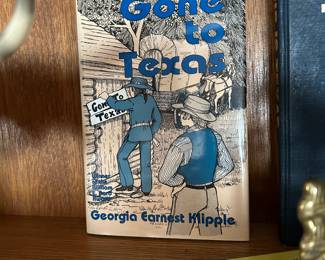 Gone
to
Texas
Gone To
Texas
Georgia Earnest Klipple